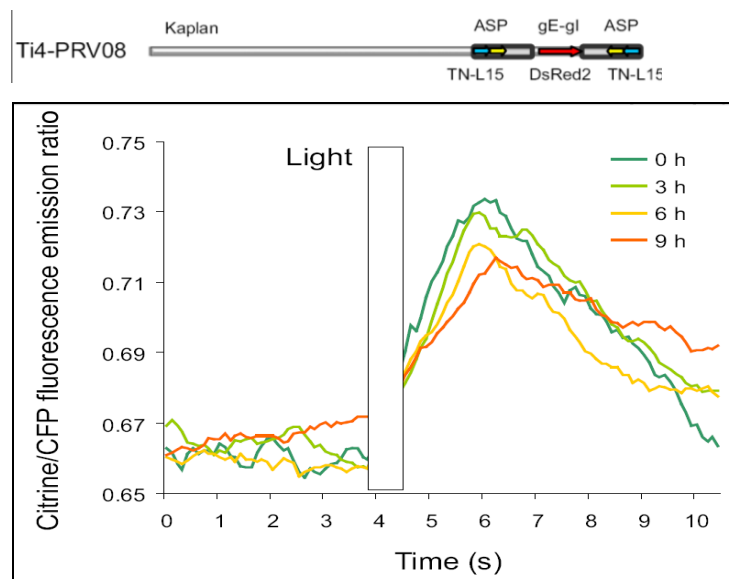 Kaplan ASP gE-gI ASP
Ti4-PRV08
TN-L15 DsRed2 TN-L15
Citrine/CFP fluorescence emission ratio
0.75
0.73
0.71
0.69
0.67
0.65
Light
0 h
3 h
6 h
9 h
0 1 2 3 4 5 6 7 8 9 10
Time (s)